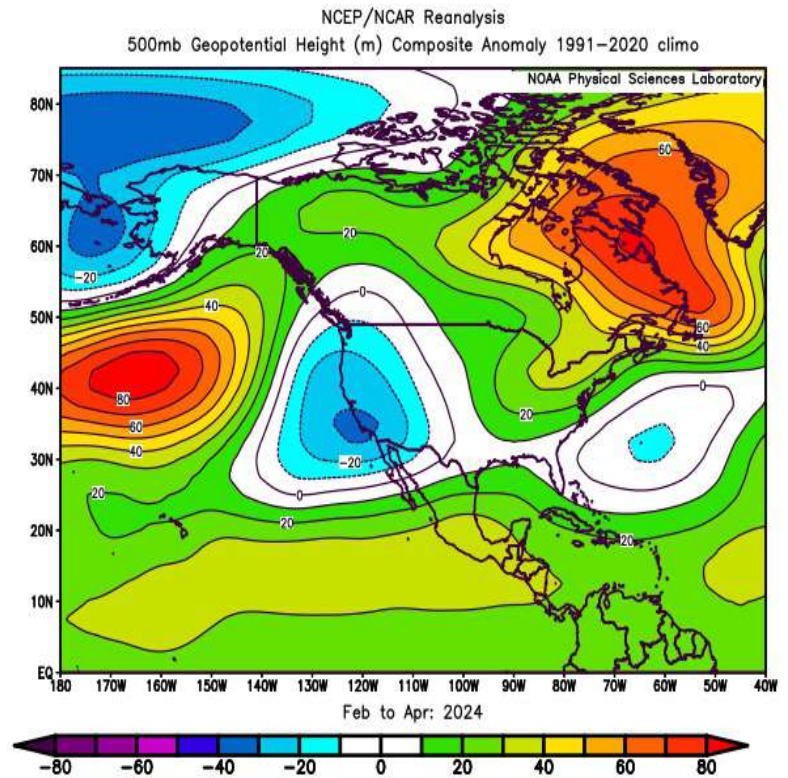 NCEP/NCAR Reanalysis
500mb Geopotential Height (m) Composite Anomaly 1991-2020 climo
NOAA Physical Sciences Laboratory
80N
70N
60
60N
20
20
-20
0
40
50N
60
40
40N
0
80
20
60
40
30N
-20
20
0
20
20N
20
10N
EQ
180 170W 160W 150W 140W 130W 120W 110W 100W 90W 80W 70W 60W 50W 40W
Feb to Apr: 2024
-80 -60 -40 -20 0 20 40 60 80